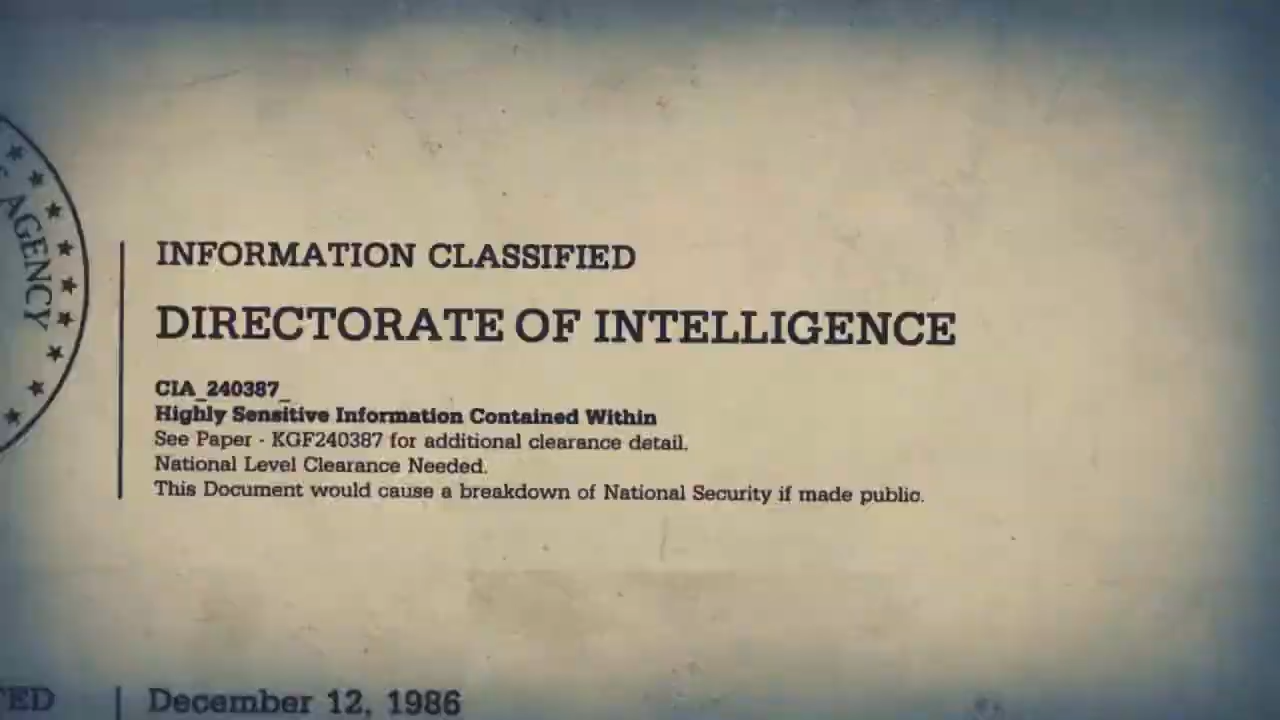 AGENCY
INFORMATION CLASSIFIED
DIRECTORATE OF INTELLIGENCE
CIA_240387_
Highly Sensitive Information Contained Within
See Paper - KGF240387 for additional clearance detail.
National Level Clearance Needed.
This Document would cause a breakdown of National Security if made public.
December 12, 1986